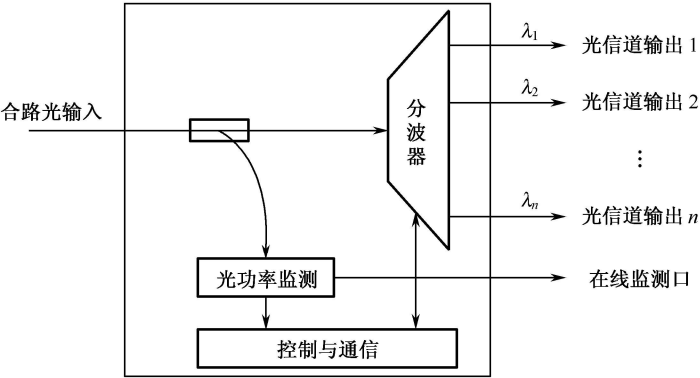 λ1
光信道输出 1
λ2
光信道输出 2
合路光输入
分波器
⋮
λn
光信道输出 n
光功率监测
在线监测口
控制与通信